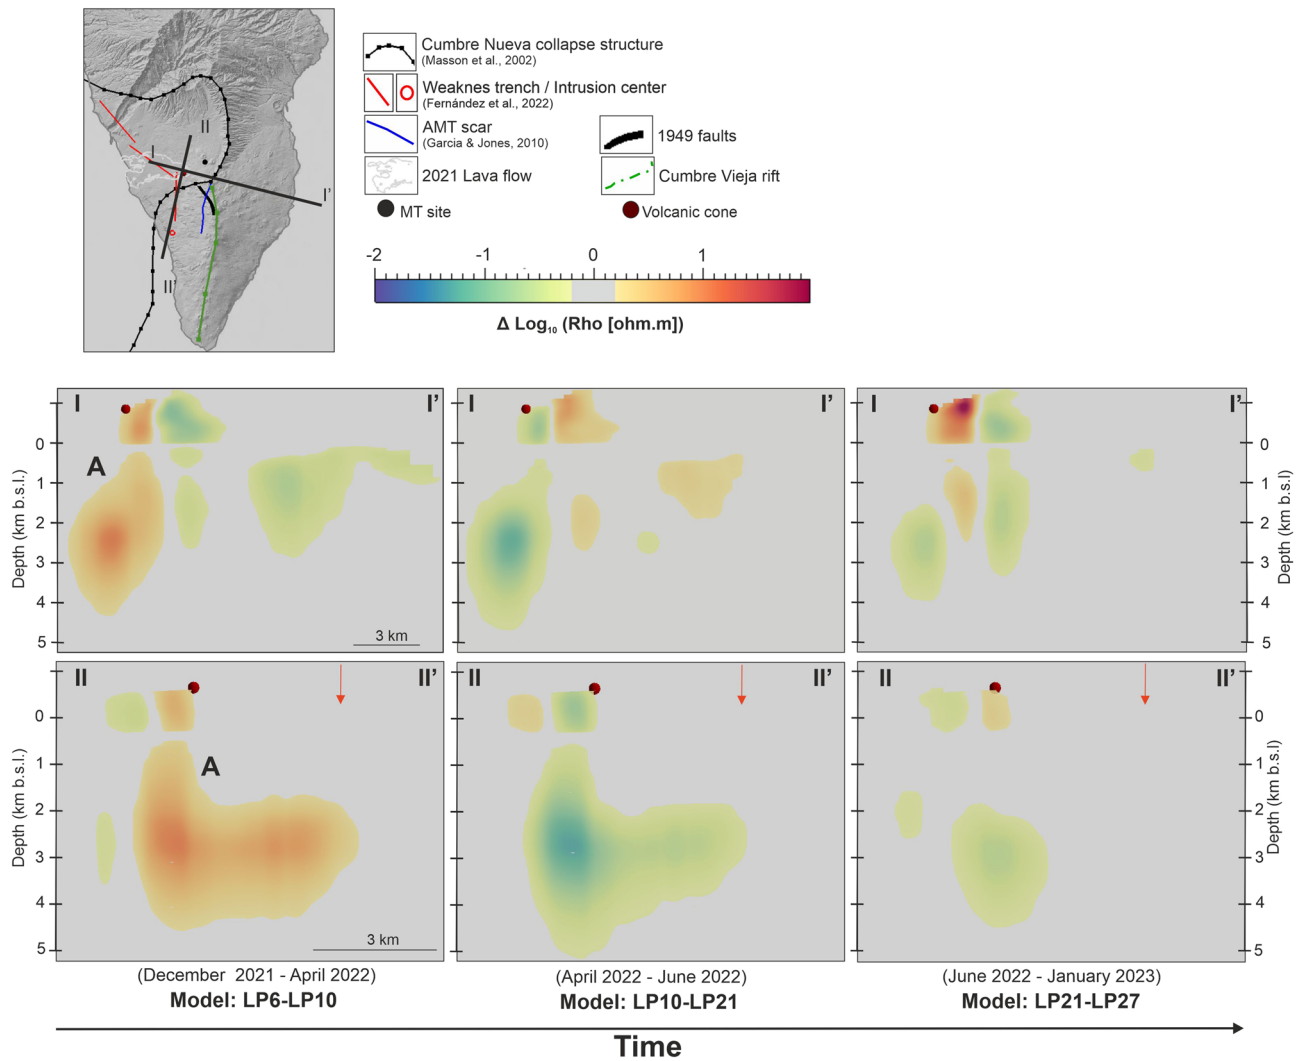 Cumbre Nueva collapse structure
(Masson et al., 2002)
Weaknes trench / Intrusion center
(Fernández et al., 2022)
AMT scar
(Garcia & Jones, 2010)
1949 faults
2021 Lava flow
Cumbre Vieja rift
MT site
Volcanic cone
II
I
I'
II'
-2 -1 0 1
Δ Log₁₀ (Rho [ohm.m])
I I'
A
0
1
2
3
4
5
Depth (km b.s.l.)
3 km
I I'
I I'
0
1
2
3
4
5
Depth (km b.s.l.)
II II'
A
0
1
2
3
4
5
Depth (km b.s.l.)
3 km
II II'
II II'
0
1
2
3
4
5
Depth (km b.s.l)
(December 2021 - April 2022)
Model: LP6-LP10
(April 2022 - June 2022)
Model: LP10-LP21
(June 2022 - January 2023)
Model: LP21-LP27
Time